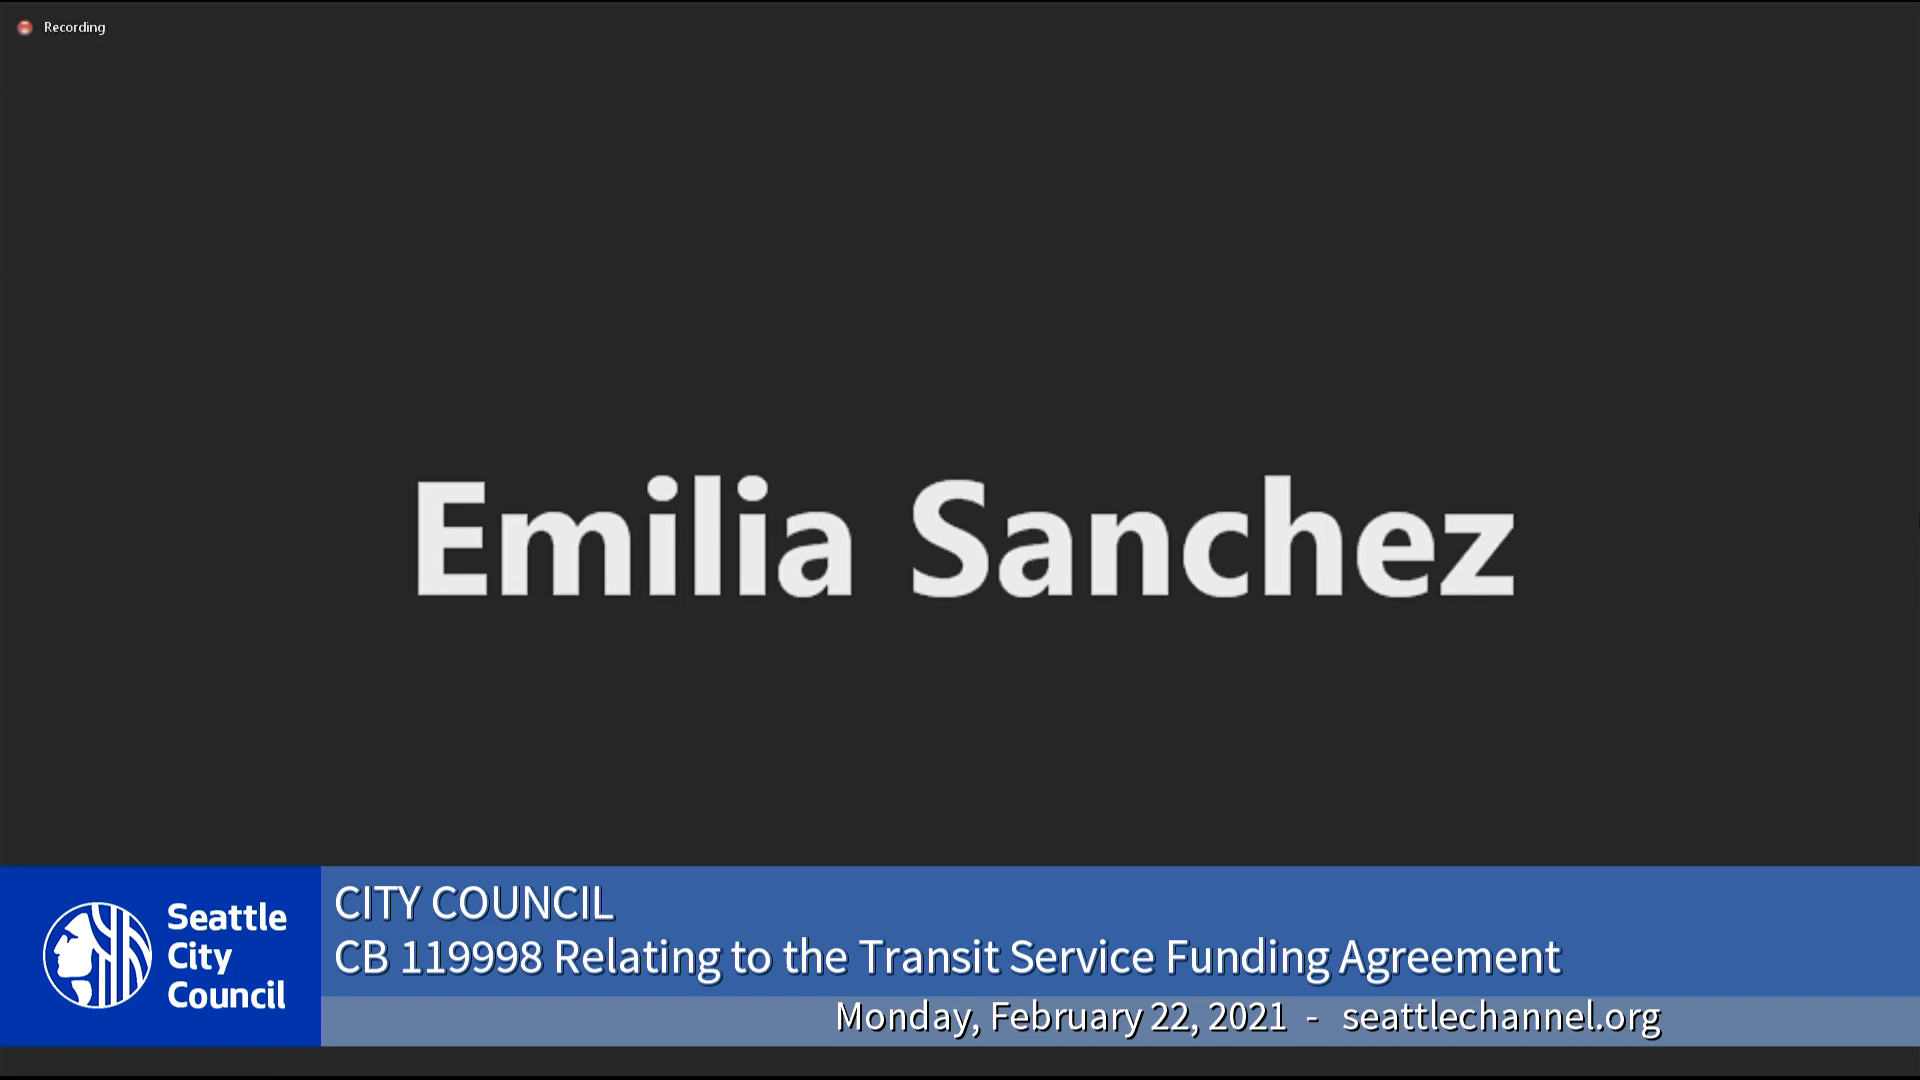 Recording
Emilia Sanchez
Seattle
City
Council
CITY COUNCIL
CB 119998 Relating to the Transit Service Funding Agreement
Monday, February 22, 2021 - seattlechannel.org